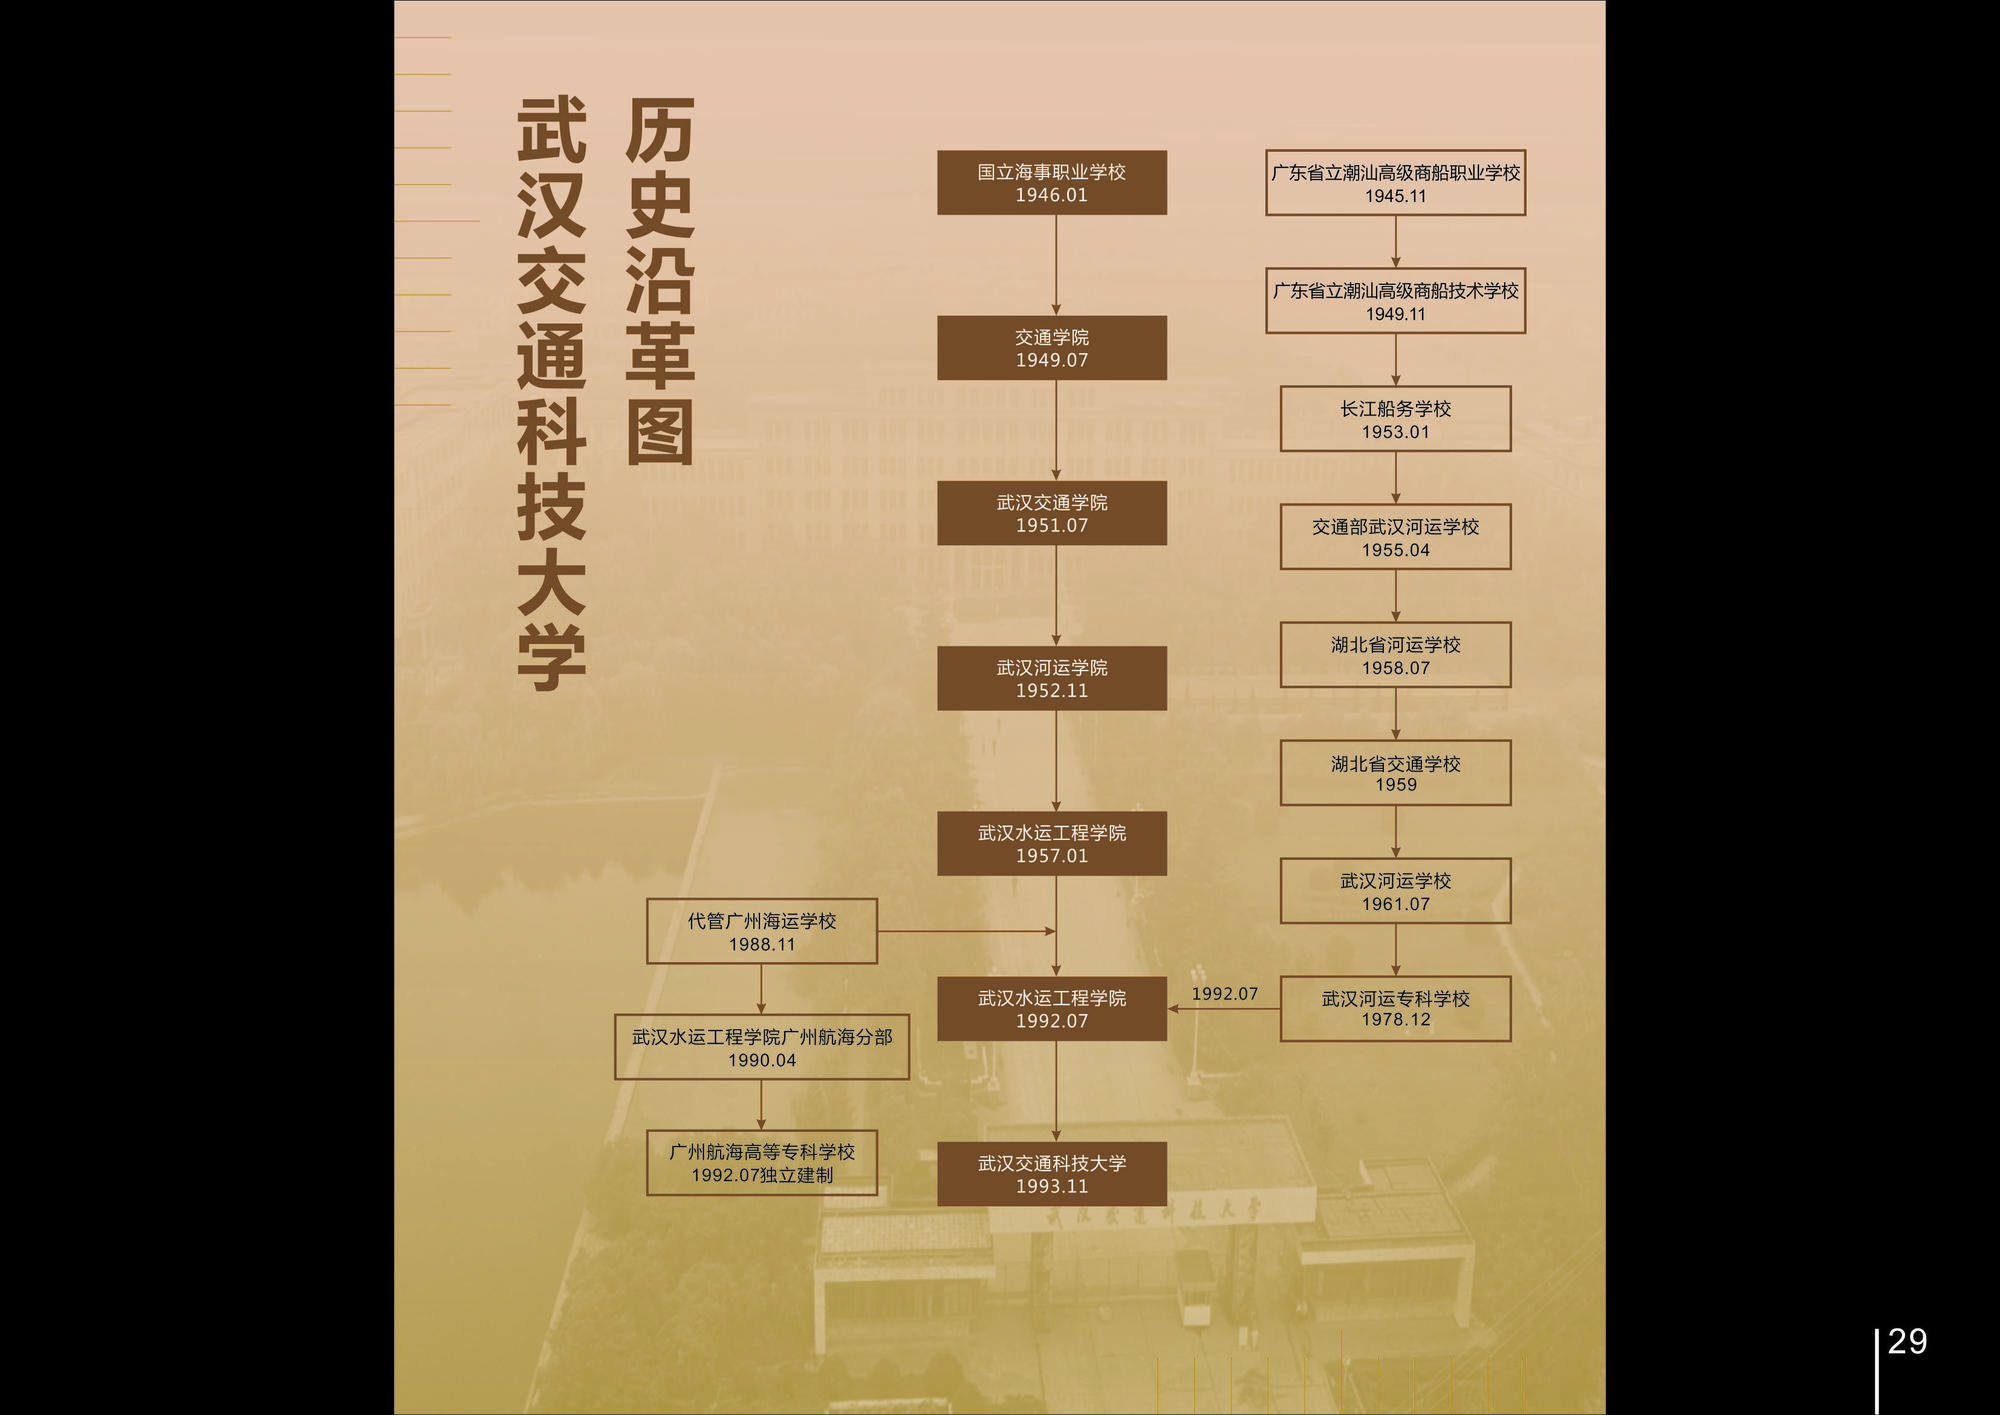 武汉交通科技大学
历史沿革图
国立海事职业学校
1946.01
交通学院
1949.07
武汉交通学院
1951.07
武汉河运学院
1952.11
武汉水运工程学院
1957.01
武汉水运工程学院
1992.07
武汉交通科技大学
1993.11
广东省立潮汕高级商船职业学校
1945.11
广东省立潮汕高级商船技术学校
1949.11
长江船务学校
1953.01
交通部武汉河运学校
1955.04
湖北省河运学校
1958.07
湖北省交通学校
1959
武汉河运学校
1961.07
武汉河运专科学校
1978.12
1992.07
代管广州海运学校
1988.11
武汉水运工程学院广州航海分部
1990.04
广州航海高等专科学校
1992.07独立建制
武汉交通科技大学
29